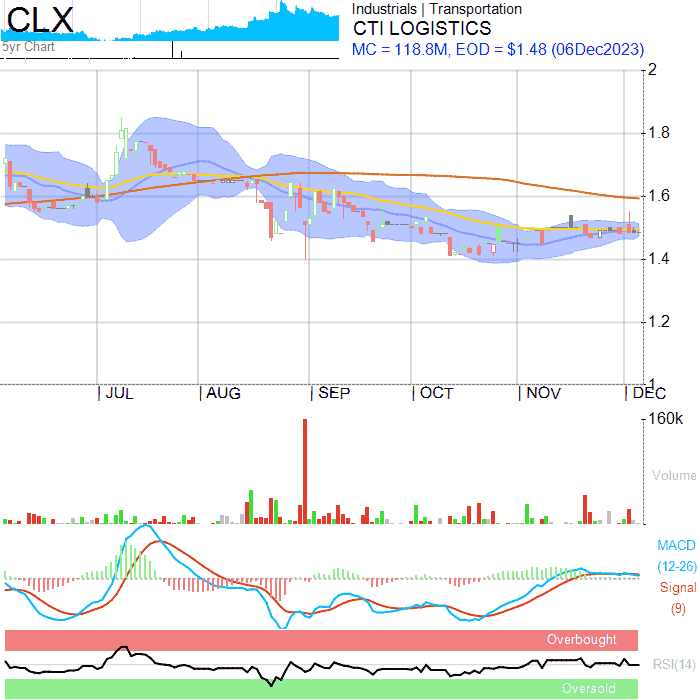 CLX
5yr Chart
Industrials | Transportation
CTI LOGISTICS
MC = 118.8M, EOD = $1.48 (06Dec2023)
2
1.8
1.6
1.4
1.2
1
JUL AUG SEP OCT NOV DEC
160k
Volume
MACD
(12-26)
Signal
(9)
Overbought
RSI(14)
Oversold